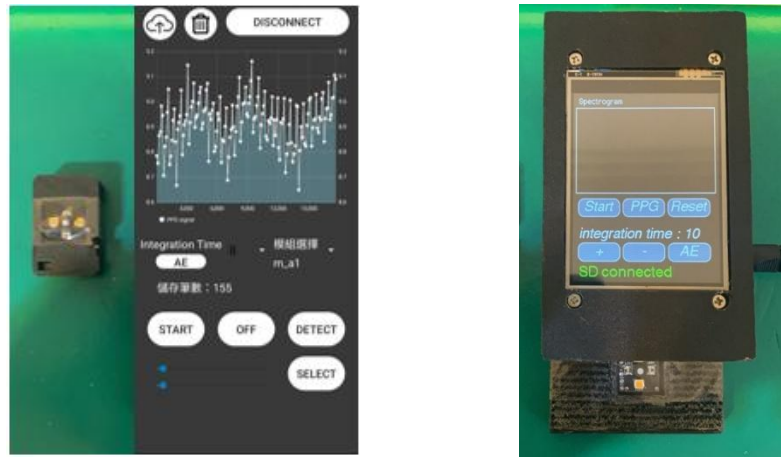 DISCONNECT
PPG signal
Integration Time
模組選擇
AE
m_a1
儲存筆數：155
START
OFF
DETECT
SELECT
Spectrogram
Start
PPG
Reset
integration time : 10
+
-
AE
SD connected